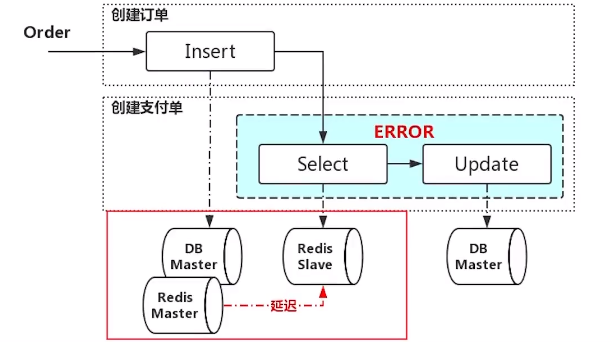 创建订单
Order
Insert
创建支付单
ERROR
Select
Update
DB
Master
Redis
Slave
DB
Master
Redis
Master
延迟